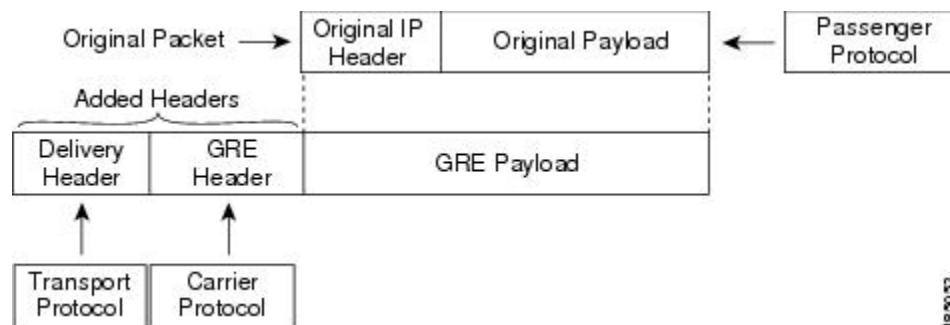 Original Packet
Original IP
Header
Original Payload
Passenger
Protocol
Added Headers
Delivery
Header
GRE
Header
GRE Payload
Transport
Protocol
Carrier
Protocol